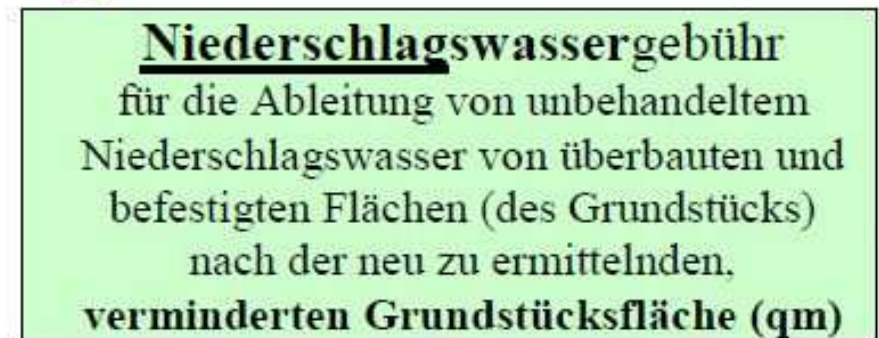 Niederschlagswassergebühr
für die Ableitung von unbehandeltem
Niederschlagswasser von überbauten und
befestigten Flächen (des Grundstücks)
nach der neu zu ermittelnden,
verminderten Grundstücksfläche (qm)